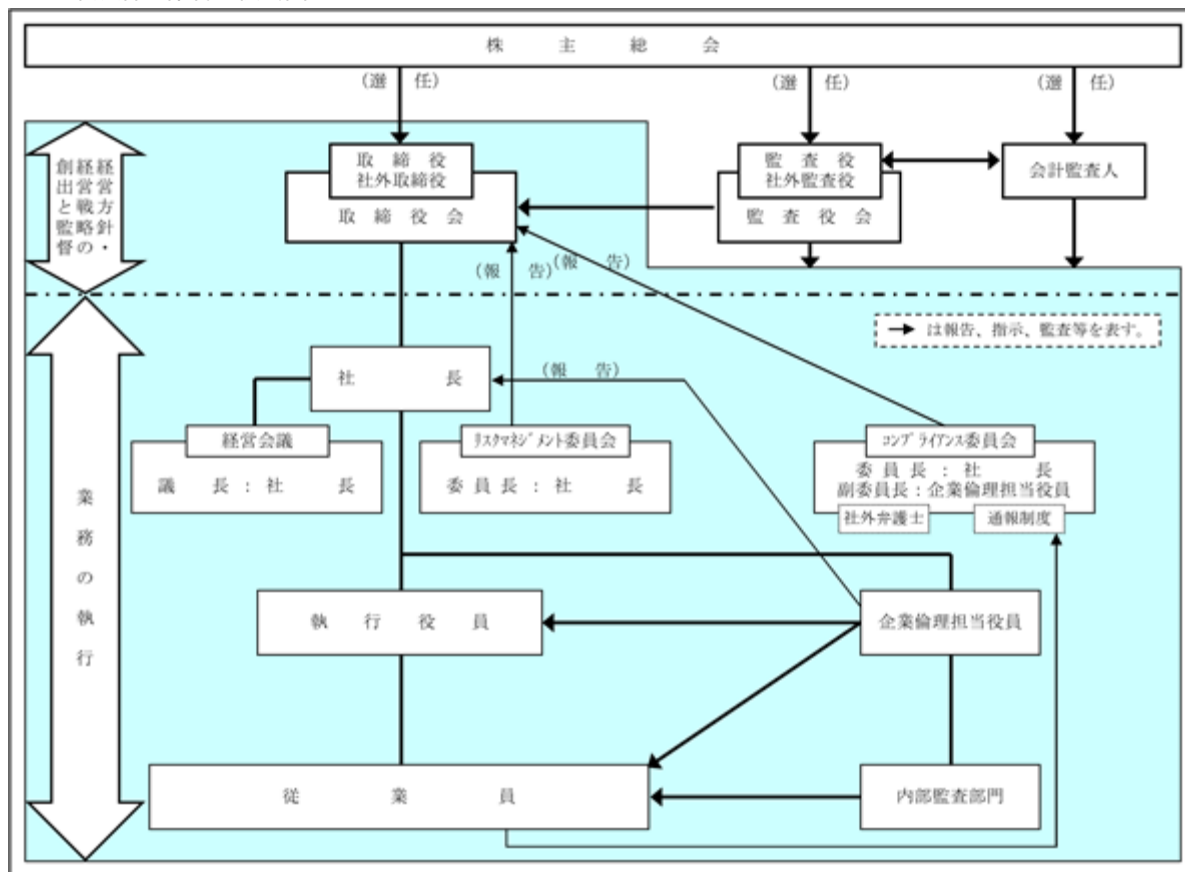 株主総会
(選任)
(選任)
(選任)
経営方針・
経営戦略の
創出と監督
取締役
社外取締役
取締役会
監査役
社外監査役
監査役会
会計監査人
(報告)
(報告)
→ は報告、指示、監査等を表す。
社長
(報告)
経営会議
議長：社長
ﾘｽｸﾏﾈｼﾞﾒﾝﾄ委員会
委員長：社長
ｺﾝﾌﾟﾗｲｱﾝｽ委員会
委員長：社長
副委員長：企業倫理担当役員
社外弁護士
通報制度
業務の執行
執行役員
企業倫理担当役員
従業員
内部監査部門